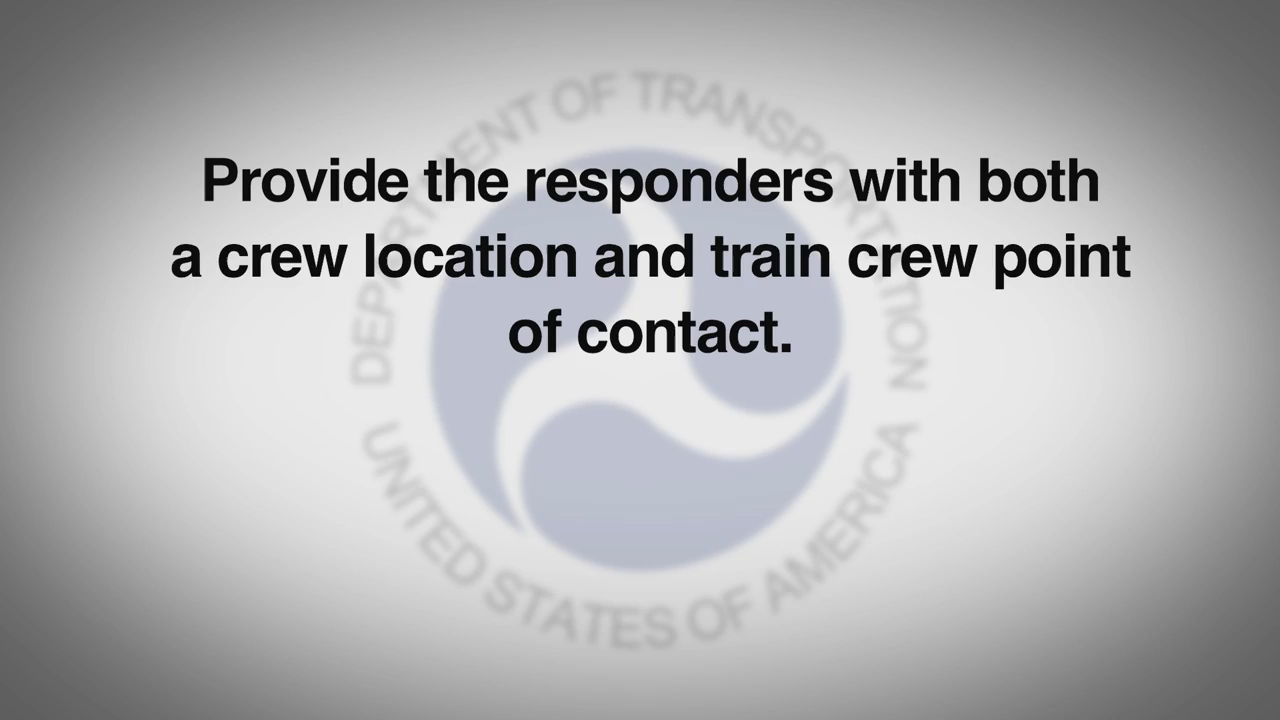 Provide the responders with both
a crew location and train crew point
of contact.
DEPARTMENT OF TRANSPORTATION
UNITED STATES OF AMERICA